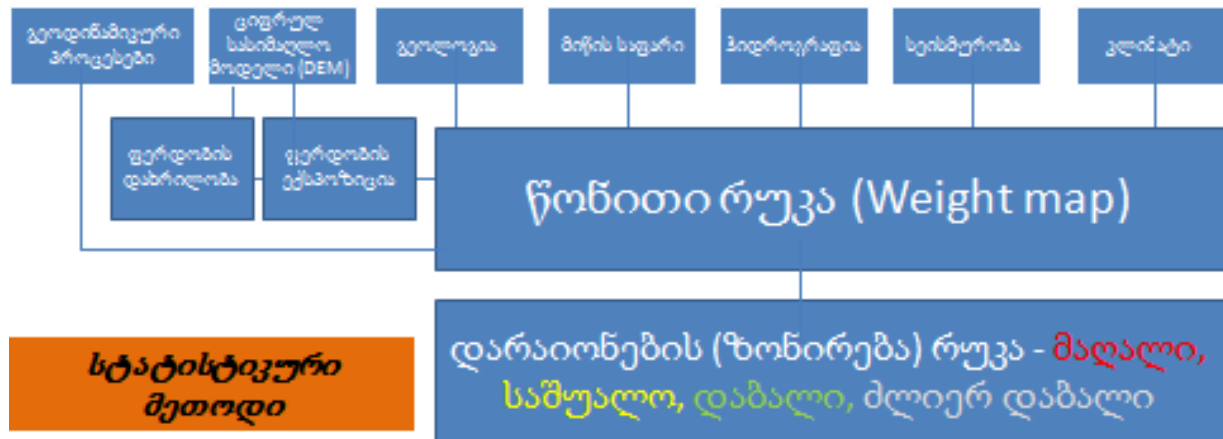 გეოდინამიკური
პროცესები
ციფრულ
სასიმაღლო
მოდელი (DEM)
გეოლოგია
მიწის საფარი
ჰიდროგრაფია
სეისმურობა
კლიმატი
ფერდობის
დახრილობა
ფერდობის
ექსპოზიცია
წონითი რუკა (Weight map)
სტატისტიკური
მეთოდი
დარაიონების (ზონირება) რუკა - მაღალი,
საშუალო, დაბალი, ძლიერ დაბალი